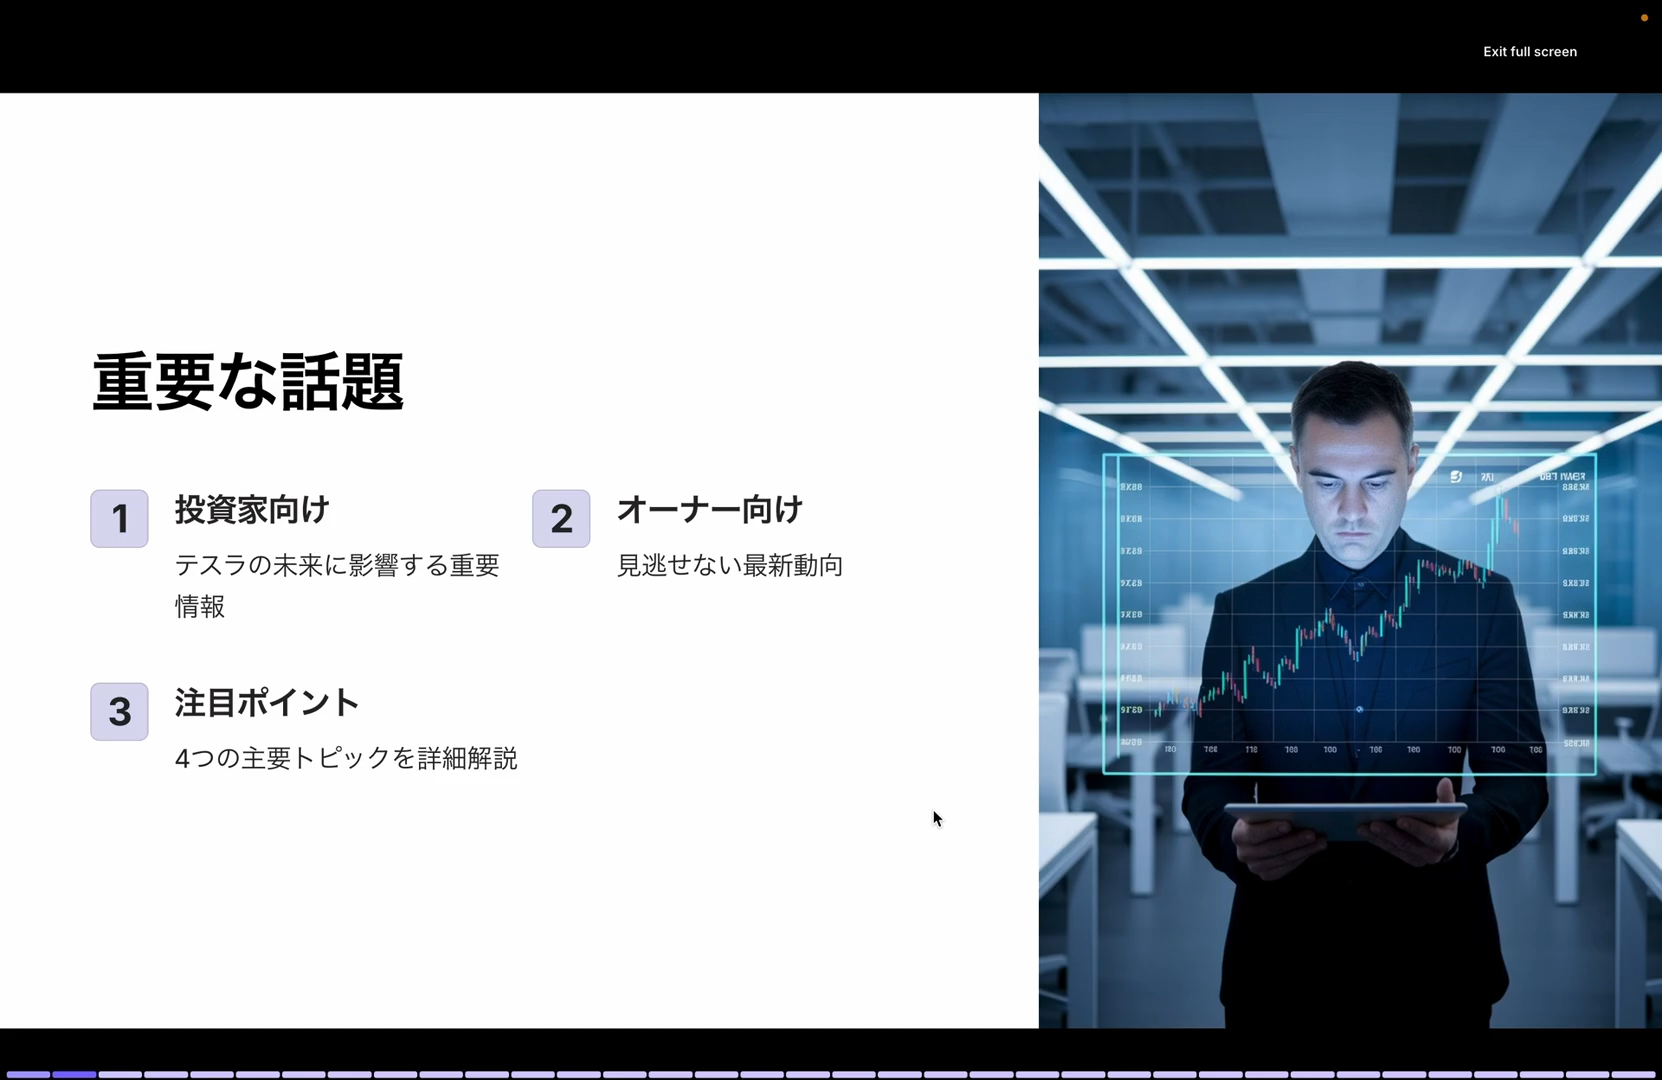 Exit full screen
重要な話題
1
投資家向け
テスラの未来に影響する重要
情報
2
オーナー向け
見逃せない最新動向
3
注目ポイント
4つの主要トピックを詳細解説